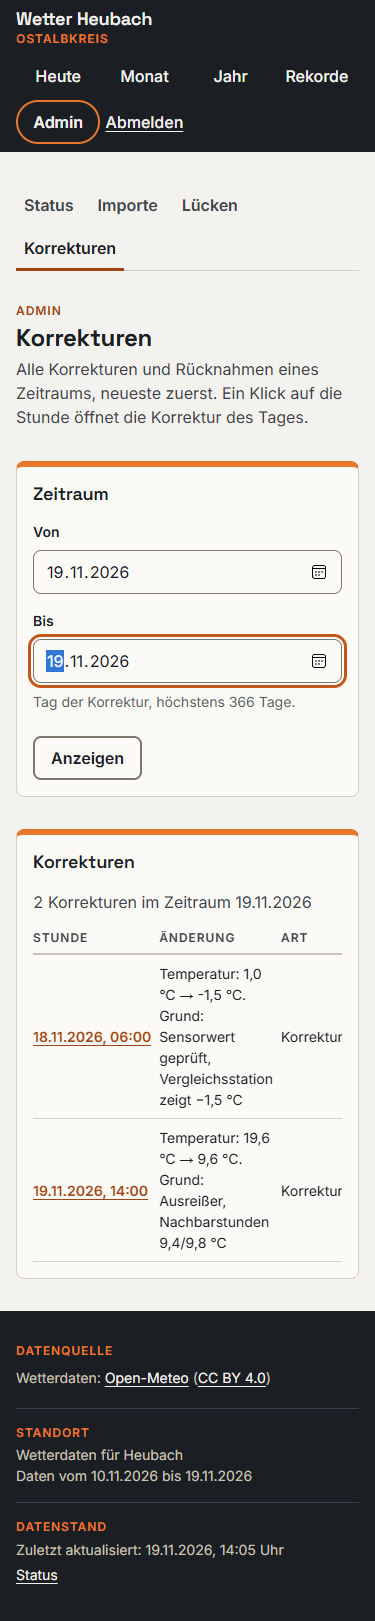 Wetter Heubach
OSTALBKREIS
Heute Monat Jahr Rekorde
Admin Abmelden
Status Importe Lücken
Korrekturen
ADMIN
Korrekturen
Alle Korrekturen und Rücknahmen eines
Zeitraums, neueste zuerst. Ein Klick auf die
Stunde öffnet die Korrektur des Tages.
Zeitraum
Von
19.11.2026
Bis
19.11.2026
Tag der Korrektur, höchstens 366 Tage.
Anzeigen
Korrekturen
2 Korrekturen im Zeitraum 19.11.2026
STUNDE ÄNDERUNG ART
Temperatur: 1,0
°C → -1,5 °C.
Grund:
18.11.2026, 06:00 Sensorwert Korrektur
geprüft,
Vergleichsstation
zeigt −1,5 °C
Temperatur: 19,6
°C → 9,6 °C.
Grund:
19.11.2026, 14:00 Ausreißer, Korrektur
Nachbarstunden
9,4/9,8 °C
DATENQUELLE
Wetterdaten: Open-Meteo (CC BY 4.0)
STANDORT
Wetterdaten für Heubach
Daten vom 10.11.2026 bis 19.11.2026
DATENSTAND
Zuletzt aktualisiert: 19.11.2026, 14:05 Uhr
Status